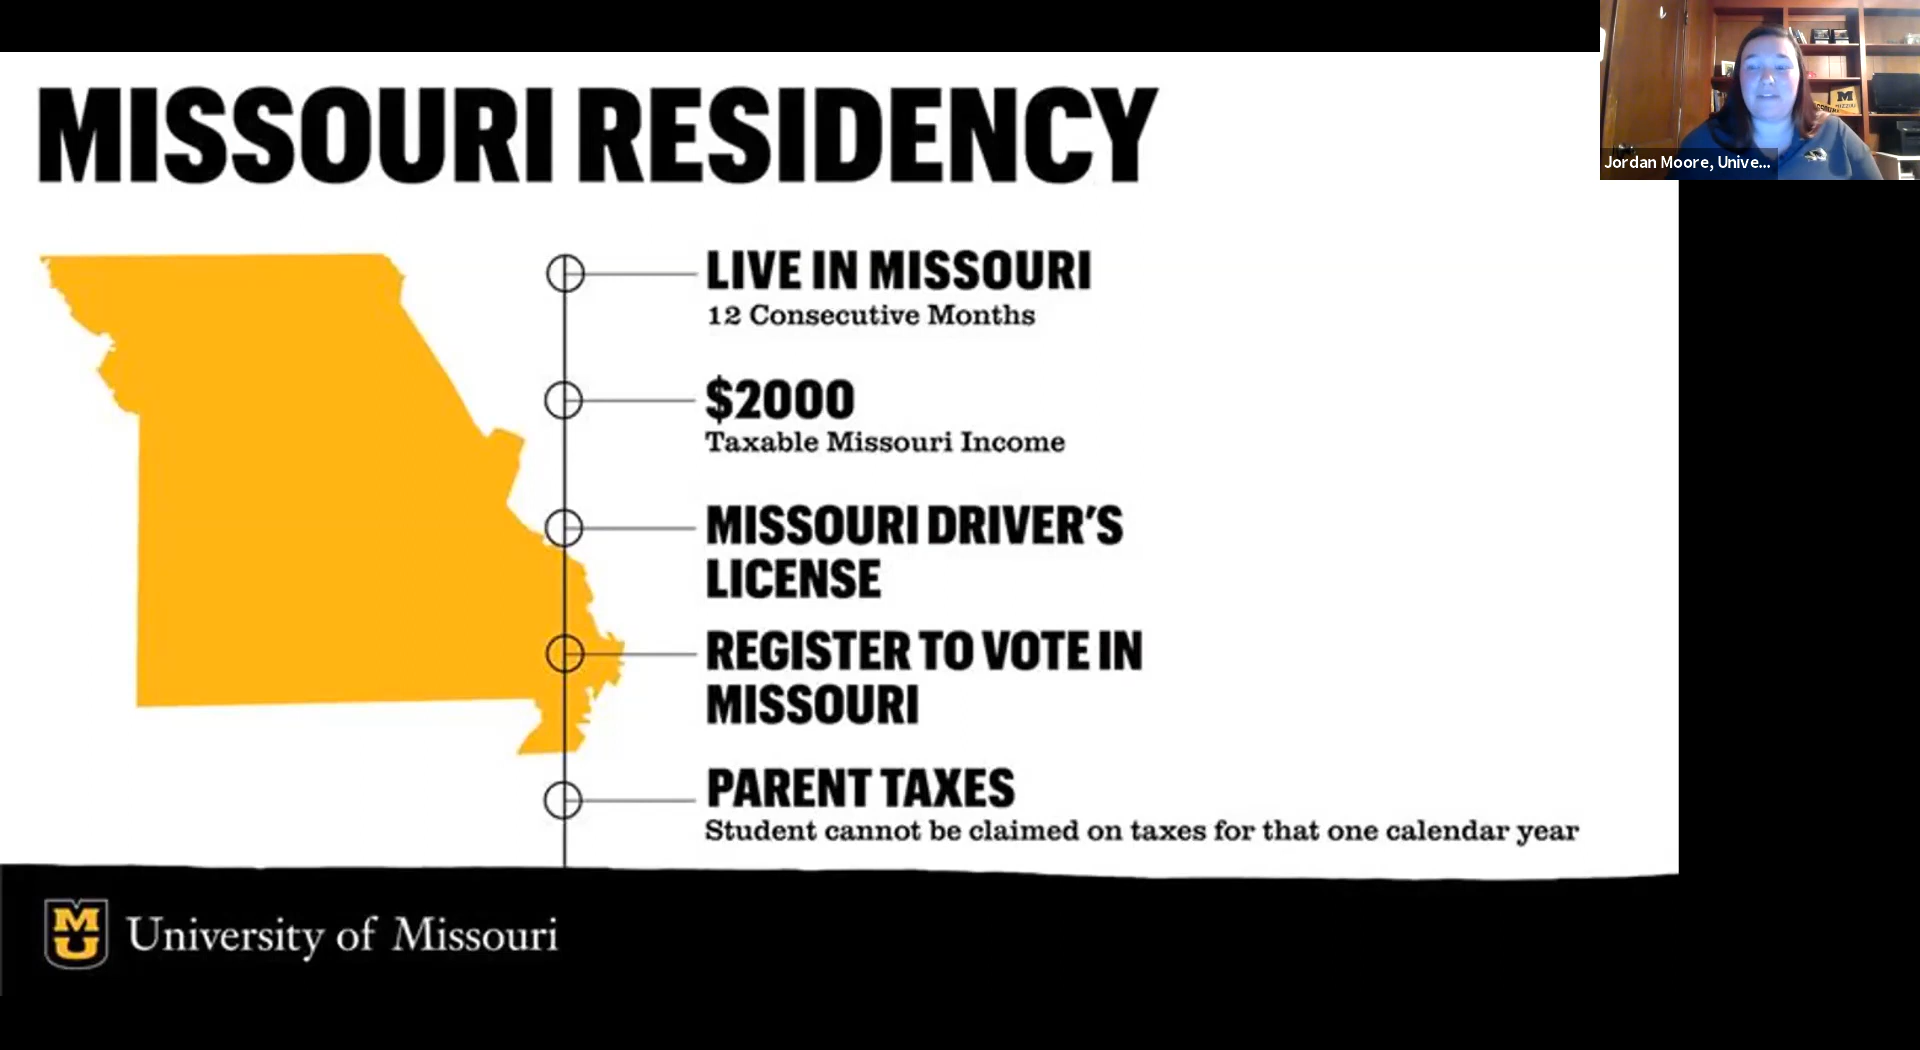 MISSOURI RESIDENCY
Jordan Moore, Unive...
LIVE IN MISSOURI
12 Consecutive Months
$2000
Taxable Missouri Income
MISSOURI DRIVER'S
LICENSE
REGISTER TO VOTE IN
MISSOURI
PARENT TAXES
Student cannot be claimed on taxes for that one calendar year
MU
University of Missouri